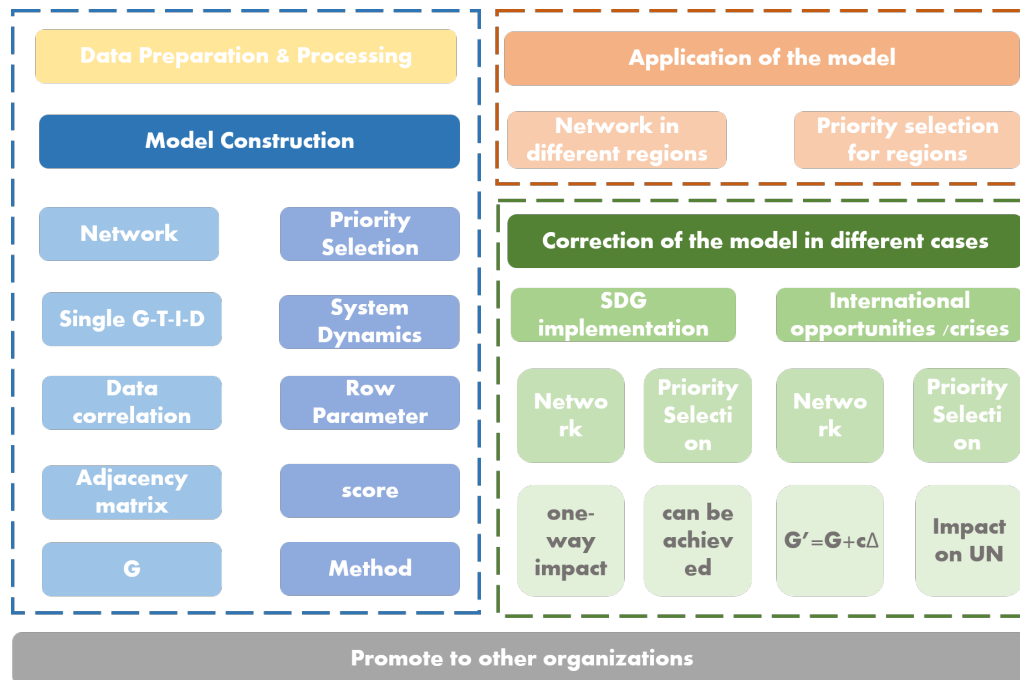 Data Preparation & Processing
Model Construction
Network
Priority
Selection
Single G-T-I-D
System
Dynamics
Data
correlation
Row
Parameter
Adjacency
matrix
score
G
Method
Application of the model
Network in
different regions
Priority selection
for regions
Correction of the model in different cases
SDG
implementation
International
opportunities /crises
Netwo
rk
Priority
Selecti
on
Netwo
rk
Priority
Selecti
on
one-
way
impact
can be
achiev
ed
G′=G+cΔ
Impact
on UN
Promote to other organizations